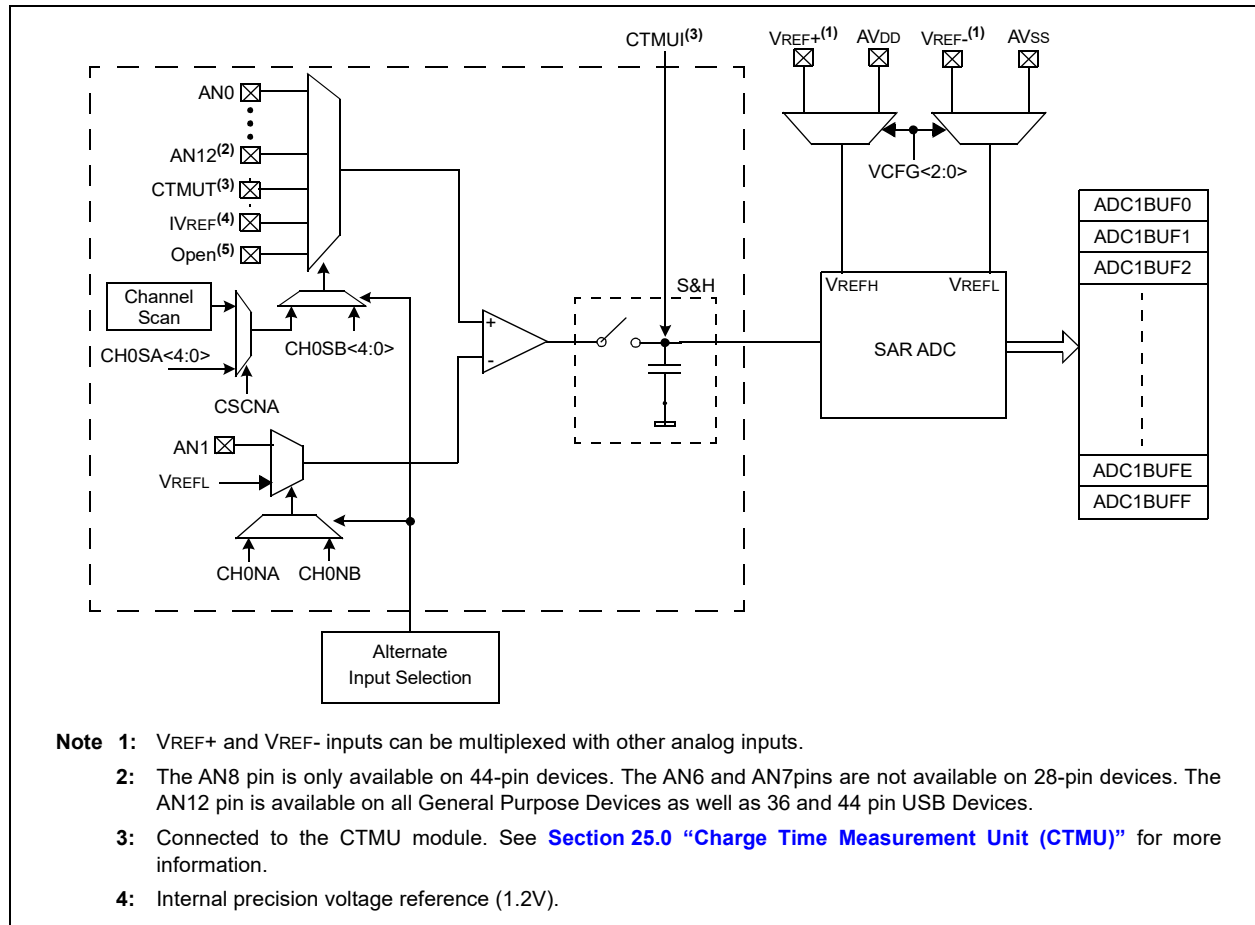 CTMUI(3)
VREF+(1) AVDD VREF-(1) AVSS
AN0
AN12(2)
CTMUT(3)
IVREF(4)
Open(5)
VCFG<2:0>
ADC1BUF0
ADC1BUF1
ADC1BUF2
ADC1BUFE
ADC1BUFF
S&H
VREFH VREFL
SAR ADC
Channel
Scan
CH0SA<4:0>
CH0SB<4:0>
CSCNA
+
-
AN1
VREFL
CH0NA CH0NB
Alternate
Input Selection
Note 1: VREF+ and VREF- inputs can be multiplexed with other analog inputs.
2: The AN8 pin is only available on 44-pin devices. The AN6 and AN7pins are not available on 28-pin devices. The
AN12 pin is available on all General Purpose Devices as well as 36 and 44 pin USB Devices.
3: Connected to the CTMU module. See Section 25.0 “Charge Time Measurement Unit (CTMU)” for more
information.
4: Internal precision voltage reference (1.2V).